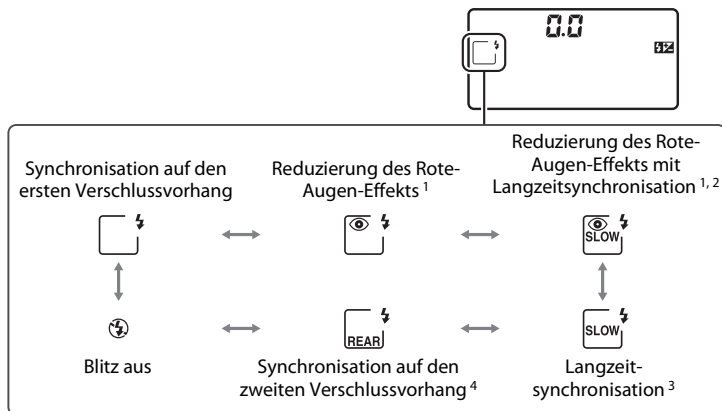 0.0
Synchronisation auf den
ersten Verschlussvorhang
Reduzierung des Rote-
Augen-Effekts 1
Reduzierung des Rote-
Augen-Effekts mit
Langzeitsynchronisation 1, 2
SLOW
REAR
SLOW
Blitz aus
Synchronisation auf den
zweiten Verschlussvorhang 4
Langzeit-
synchronisation 3